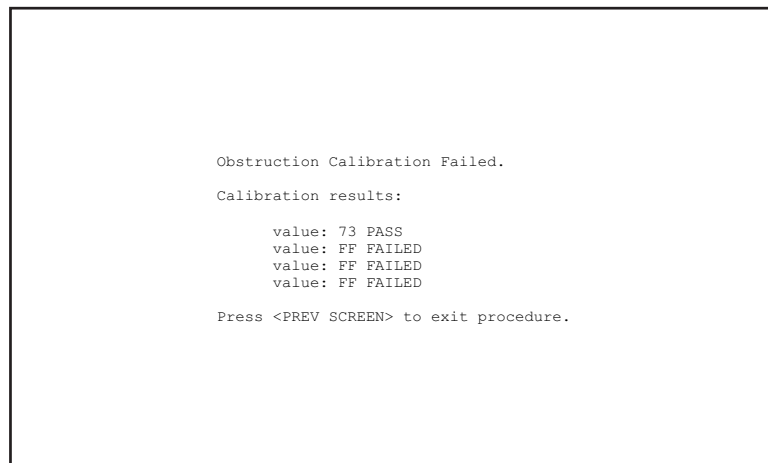 Obstruction Calibration Failed.
Calibration results:
value: 73 PASS
value: FF FAILED
value: FF FAILED
value: FF FAILED
Press <PREV SCREEN> to exit procedure.